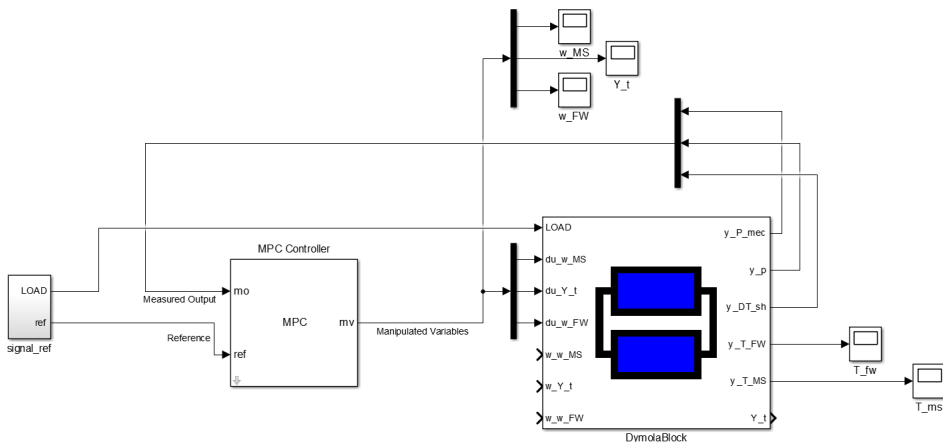 w_MS
Y_t
w_FW
MPC Controller
mo
MPC
mv
ref
Measured Output
Reference
Manipulated Variables
LOAD
ref
signal_ref
LOAD
du_w_MS
du_Y_t
du_w_FW
w_w_MS
w_Y_t
w_w_FW
y_P_mec
y_p
y_DT_sh
y_T_FW
y_T_MS
Y_t
DymolaBlock
T_fw
T_ms